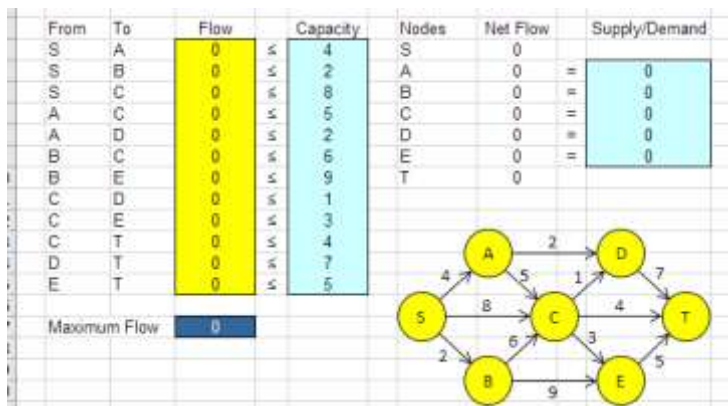 From To Flow Capacity Nodes Net Flow Supply/Demand
S A 0 ≤ 4 S 0
S B 0 ≤ 2 A 0 = 0
S C 0 ≤ 8 B 0 = 0
A C 0 ≤ 5 C 0 = 0
A D 0 ≤ 2 D 0 = 0
B C 0 ≤ 6 E 0 = 0
B E 0 ≤ 9 T 0
C D 0 ≤ 1
C E 0 ≤ 3
C T 0 ≤ 4
D T 0 ≤ 7
E T 0 ≤ 5
Maximum Flow 0
A 2 D
4 5 1 7
S 8 C 4 T
2 6 3 5
B 9 E